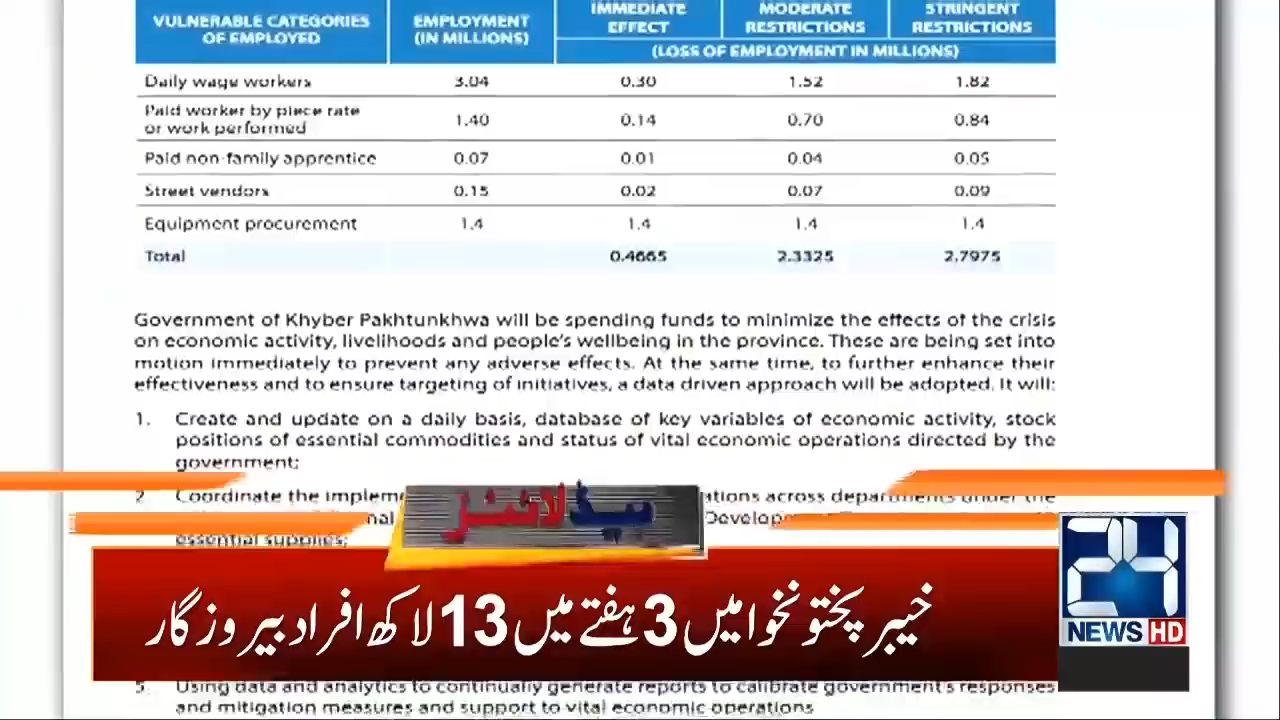 VULNERABLE CATEGORIES OF EMPLOYED
EMPLOYMENT (IN MILLIONS)
IMMEDIATE EFFECT
MODERATE RESTRICTIONS
STRINGENT RESTRICTIONS
(LOSS OF EMPLOYMENT IN MILLIONS)
Daily wage workers 3.04 0.30 1.52 1.82
Paid worker by piece rate or work performed 1.40 0.14 0.70 0.84
Paid non-family apprentice 0.07 0.01 0.04 0.05
Street vendors 0.15 0.02 0.07 0.09
Equipment procurement 1.4 1.4 1.4 1.4
Total 0.4665 2.3325 2.7975
Government of Khyber Pakhtunkhwa will be spending funds to minimize the effects of the crisis
on economic activity, livelihoods and people's wellbeing in the province. These are being set into
motion immediately to prevent any adverse effects. At the same time, to further enhance their
effectiveness and to ensure targeting of initiatives, a data driven approach will be adopted. It will:
1. Create and update on a daily basis, database of key variables of economic activity, stock
positions of essential commodities and status of vital economic operations directed by the
government;
2. Coordinate the across departments under the
essential supplies;
ہیڈلائنز
خیبر پختونخوا میں 3 ہفتے میں 13 لاکھ افراد بیروزگار
24
NEWS HD
5. Using data and analytics to continually generate reports to calibrate government's responses
and mitigation measures and support to vital economic operations